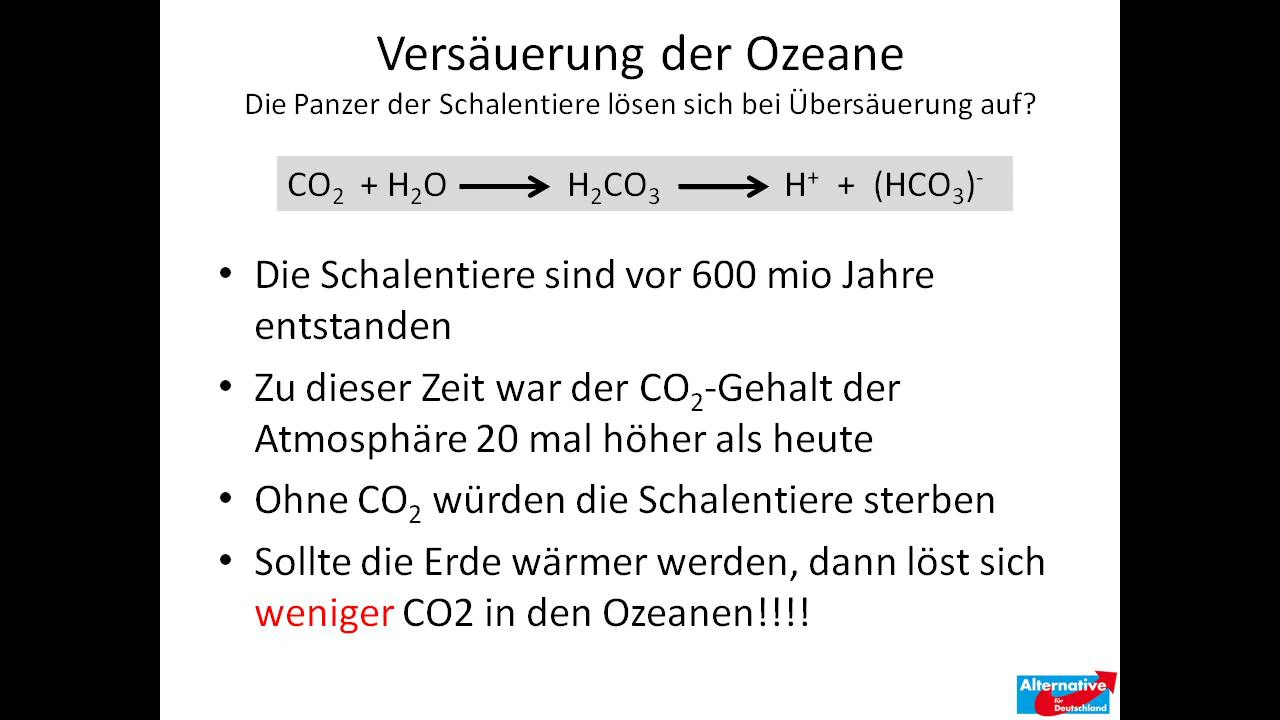 Versäuerung der Ozeane
Die Panzer der Schalentiere lösen sich bei Übersäuerung auf?
CO₂ + H₂O ⟶ H₂CO₃ ⟶ H⁺ + (HCO₃)⁻
• Die Schalentiere sind vor 600 mio Jahre
entstanden
• Zu dieser Zeit war der CO₂-Gehalt der
Atmosphäre 20 mal höher als heute
• Ohne CO₂ würden die Schalentiere sterben
• Sollte die Erde wärmer werden, dann löst sich
weniger CO2 in den Ozeanen!!!!
Alternative
für
Deutschland